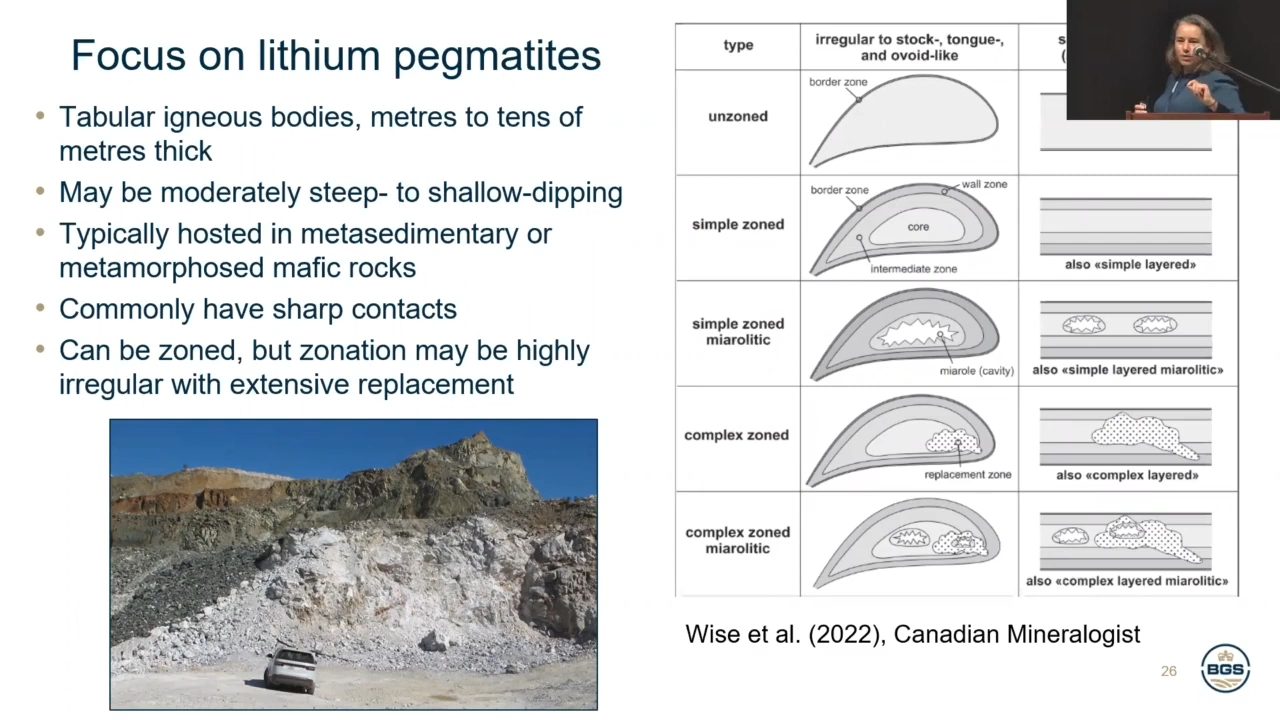 Focus on lithium pegmatites
• Tabular igneous bodies, metres to tens of
metres thick
• May be moderately steep- to shallow-dipping
• Typically hosted in metasedimentary or
metamorphosed mafic rocks
• Commonly have sharp contacts
• Can be zoned, but zonation may be highly
irregular with extensive replacement
type
irregular to stock-, tongue-,
and ovoid-like
unzoned
border zone
simple zoned
border zone
wall zone
core
intermediate zone
also «simple layered»
simple zoned
miarolitic
miarole (cavity)
also «simple layered miarolitic»
complex zoned
replacement zone
also «complex layered»
complex zoned
miarolitic
also «complex layered miarolitic»
Wise et al. (2022), Canadian Mineralogist
26
BGS